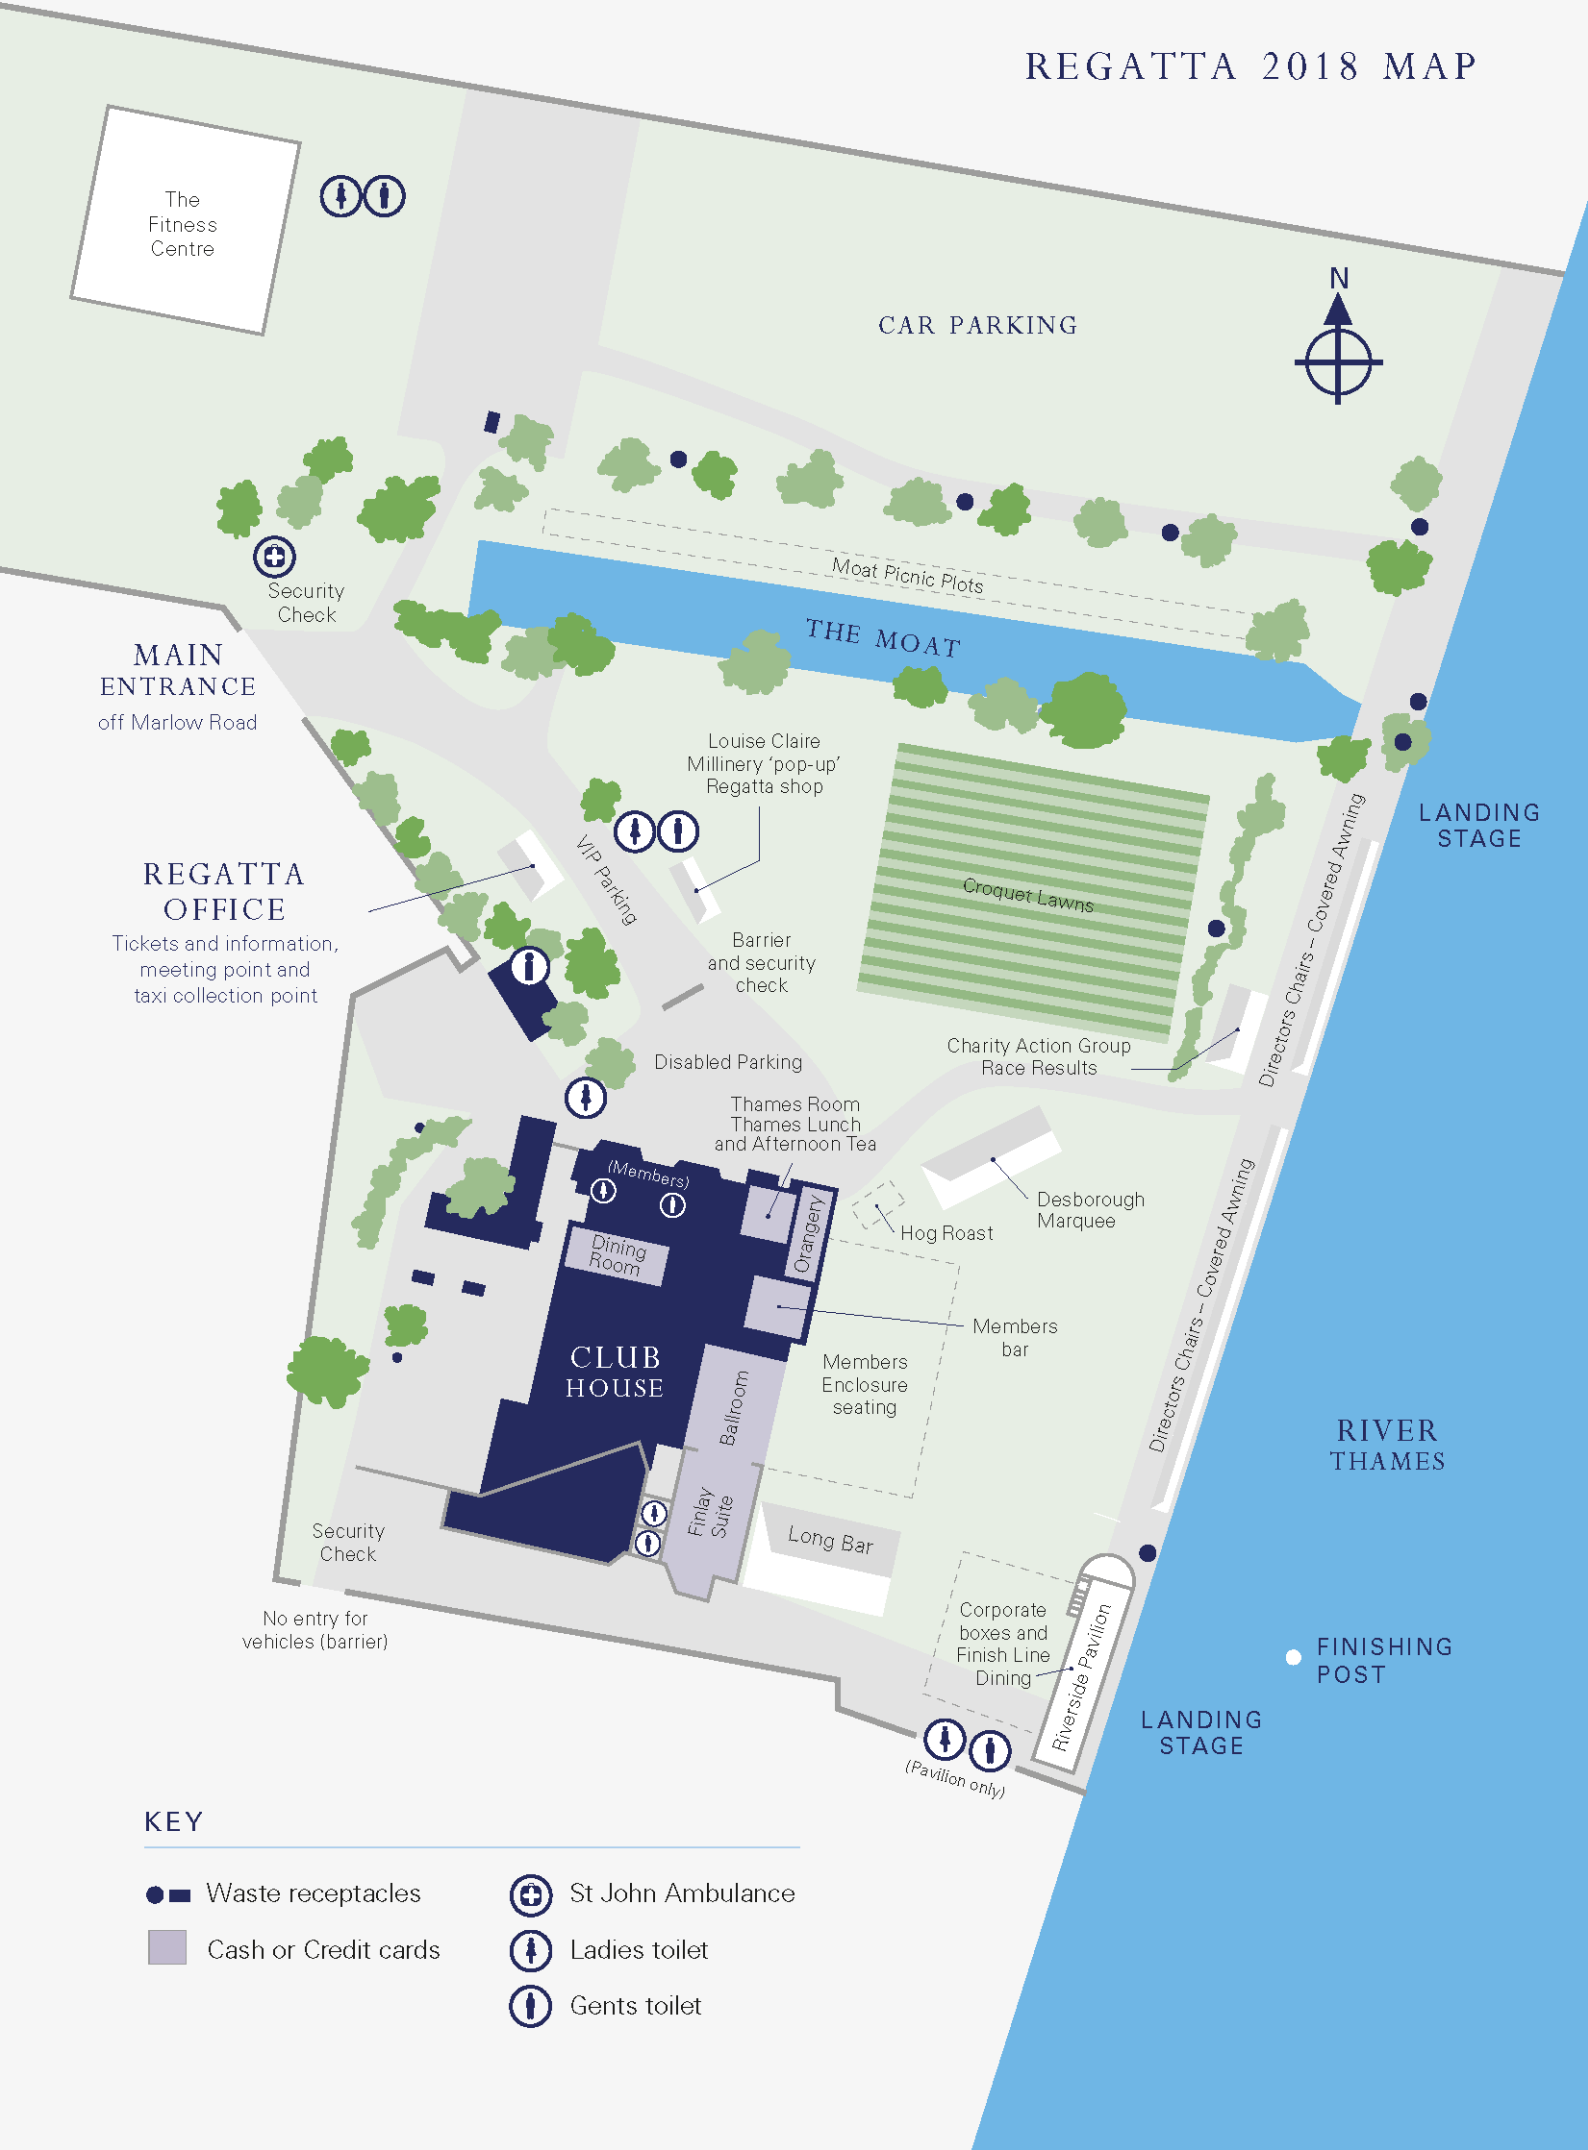 REGATTA 2018 MAP
The
Fitness
Centre
N
CAR PARKING
Moat Picnic Plots
THE MOAT
Security
Check
MAIN
ENTRANCE
off Marlow Road
Louise Claire
Millinery ‘pop-up’
Regatta shop
LANDING
STAGE
VIP Parking
REGATTA
OFFICE
Tickets and information,
meeting point and
taxi collection point
Croquet Lawns
Directors Chairs – Covered Awning
Barrier
and security
check
Charity Action Group
Race Results
Disabled Parking
Thames Room
Thames Lunch
and Afternoon Tea
(Members)
Orangery
Dining
Room
Desborough
Marquee
Hog Roast
Directors Chairs – Covered Awning
Members
bar
CLUB
HOUSE
Members
Enclosure
seating
Ballroom
RIVER
THAMES
Finlay
Suite
Long Bar
Security
Check
No entry for
vehicles (barrier)
Corporate
boxes and
Finish Line
Dining
Riverside Pavilion
FINISHING
POST
LANDING
STAGE
(Pavilion only)
KEY
Waste receptacles
St John Ambulance
Cash or Credit cards
Ladies toilet
Gents toilet